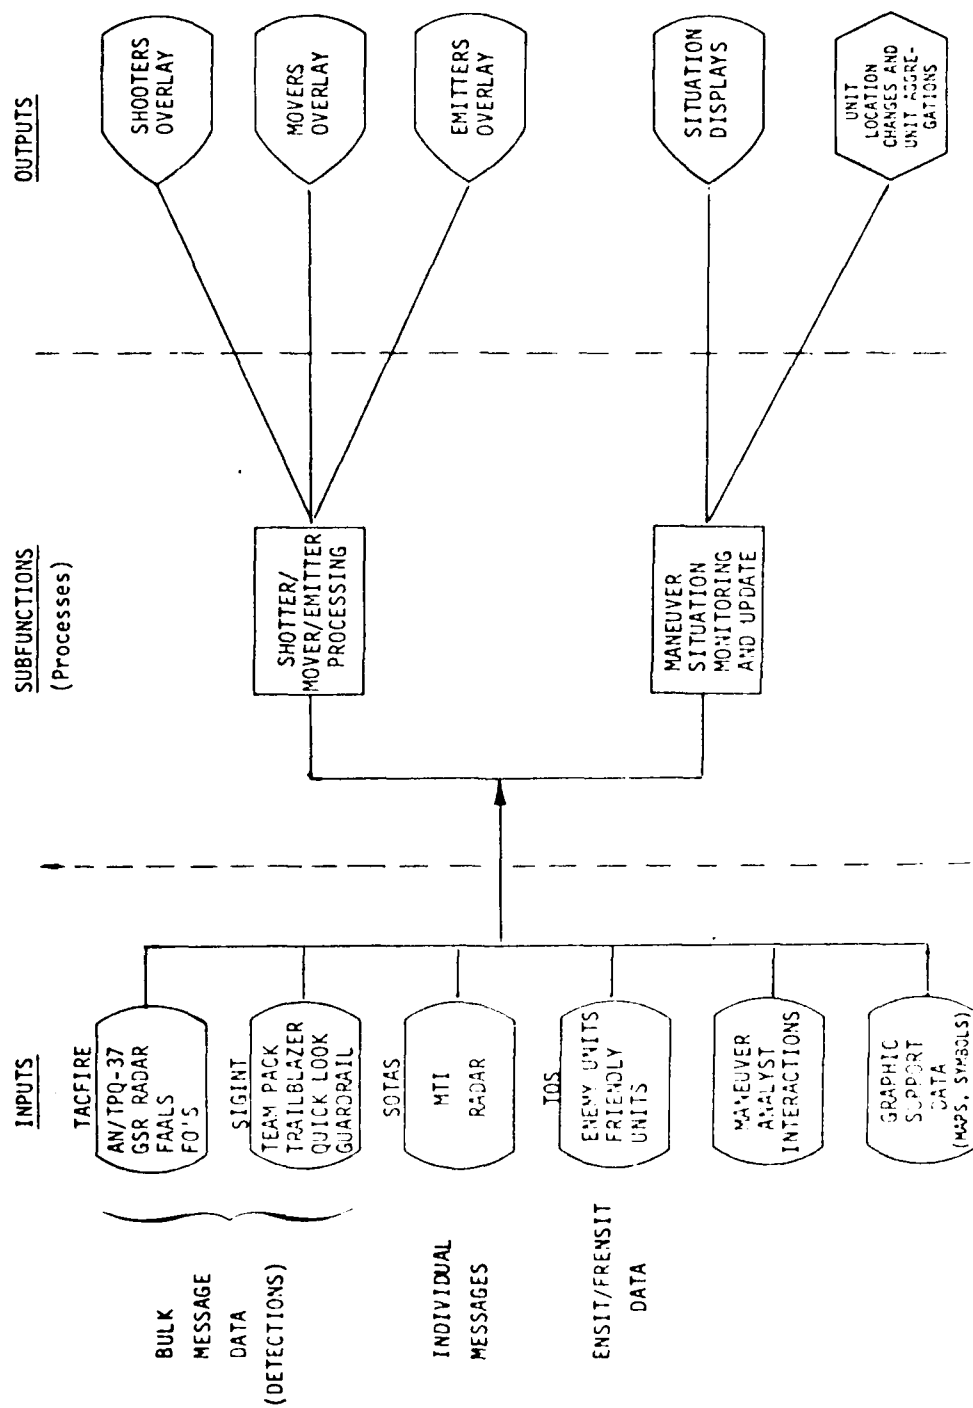 INPUTS
SUBFUNCTIONS
(Processes)
OUTPUTS
BULK
MESSAGE
DATA
(DETECTIONS)
TACFIRE
AN/TPQ-37
GSR RADAR
FAALS
FO'S
SIGINT
TEAM PACK
TRAILBLAZER
QUICK LOOK
GUARDRAIL
INDIVIDUAL
MESSAGES
SOTAS
MTI
RADAR
ENSIT/FRENSIT
DATA
TOS
ENEMY UNITS
FRIENDLY
UNITS
MANEUVER
ANALYST
INTERACTIONS
GRAPHIC
SUPPORT
DATA
(MAPS, SYMBOLS)
SHOTTER/
MOVER/EMITTER
PROCESSING
MANEUVER
SITUATION
MONITORING
AND UPDATE
SHOOTERS
OVERLAY
MOVERS
OVERLAY
EMITTERS
OVERLAY
SITUATION
DISPLAYS
UNIT
LOCATION
CHANGES AND
UNIT AGGRE-
GATIONS